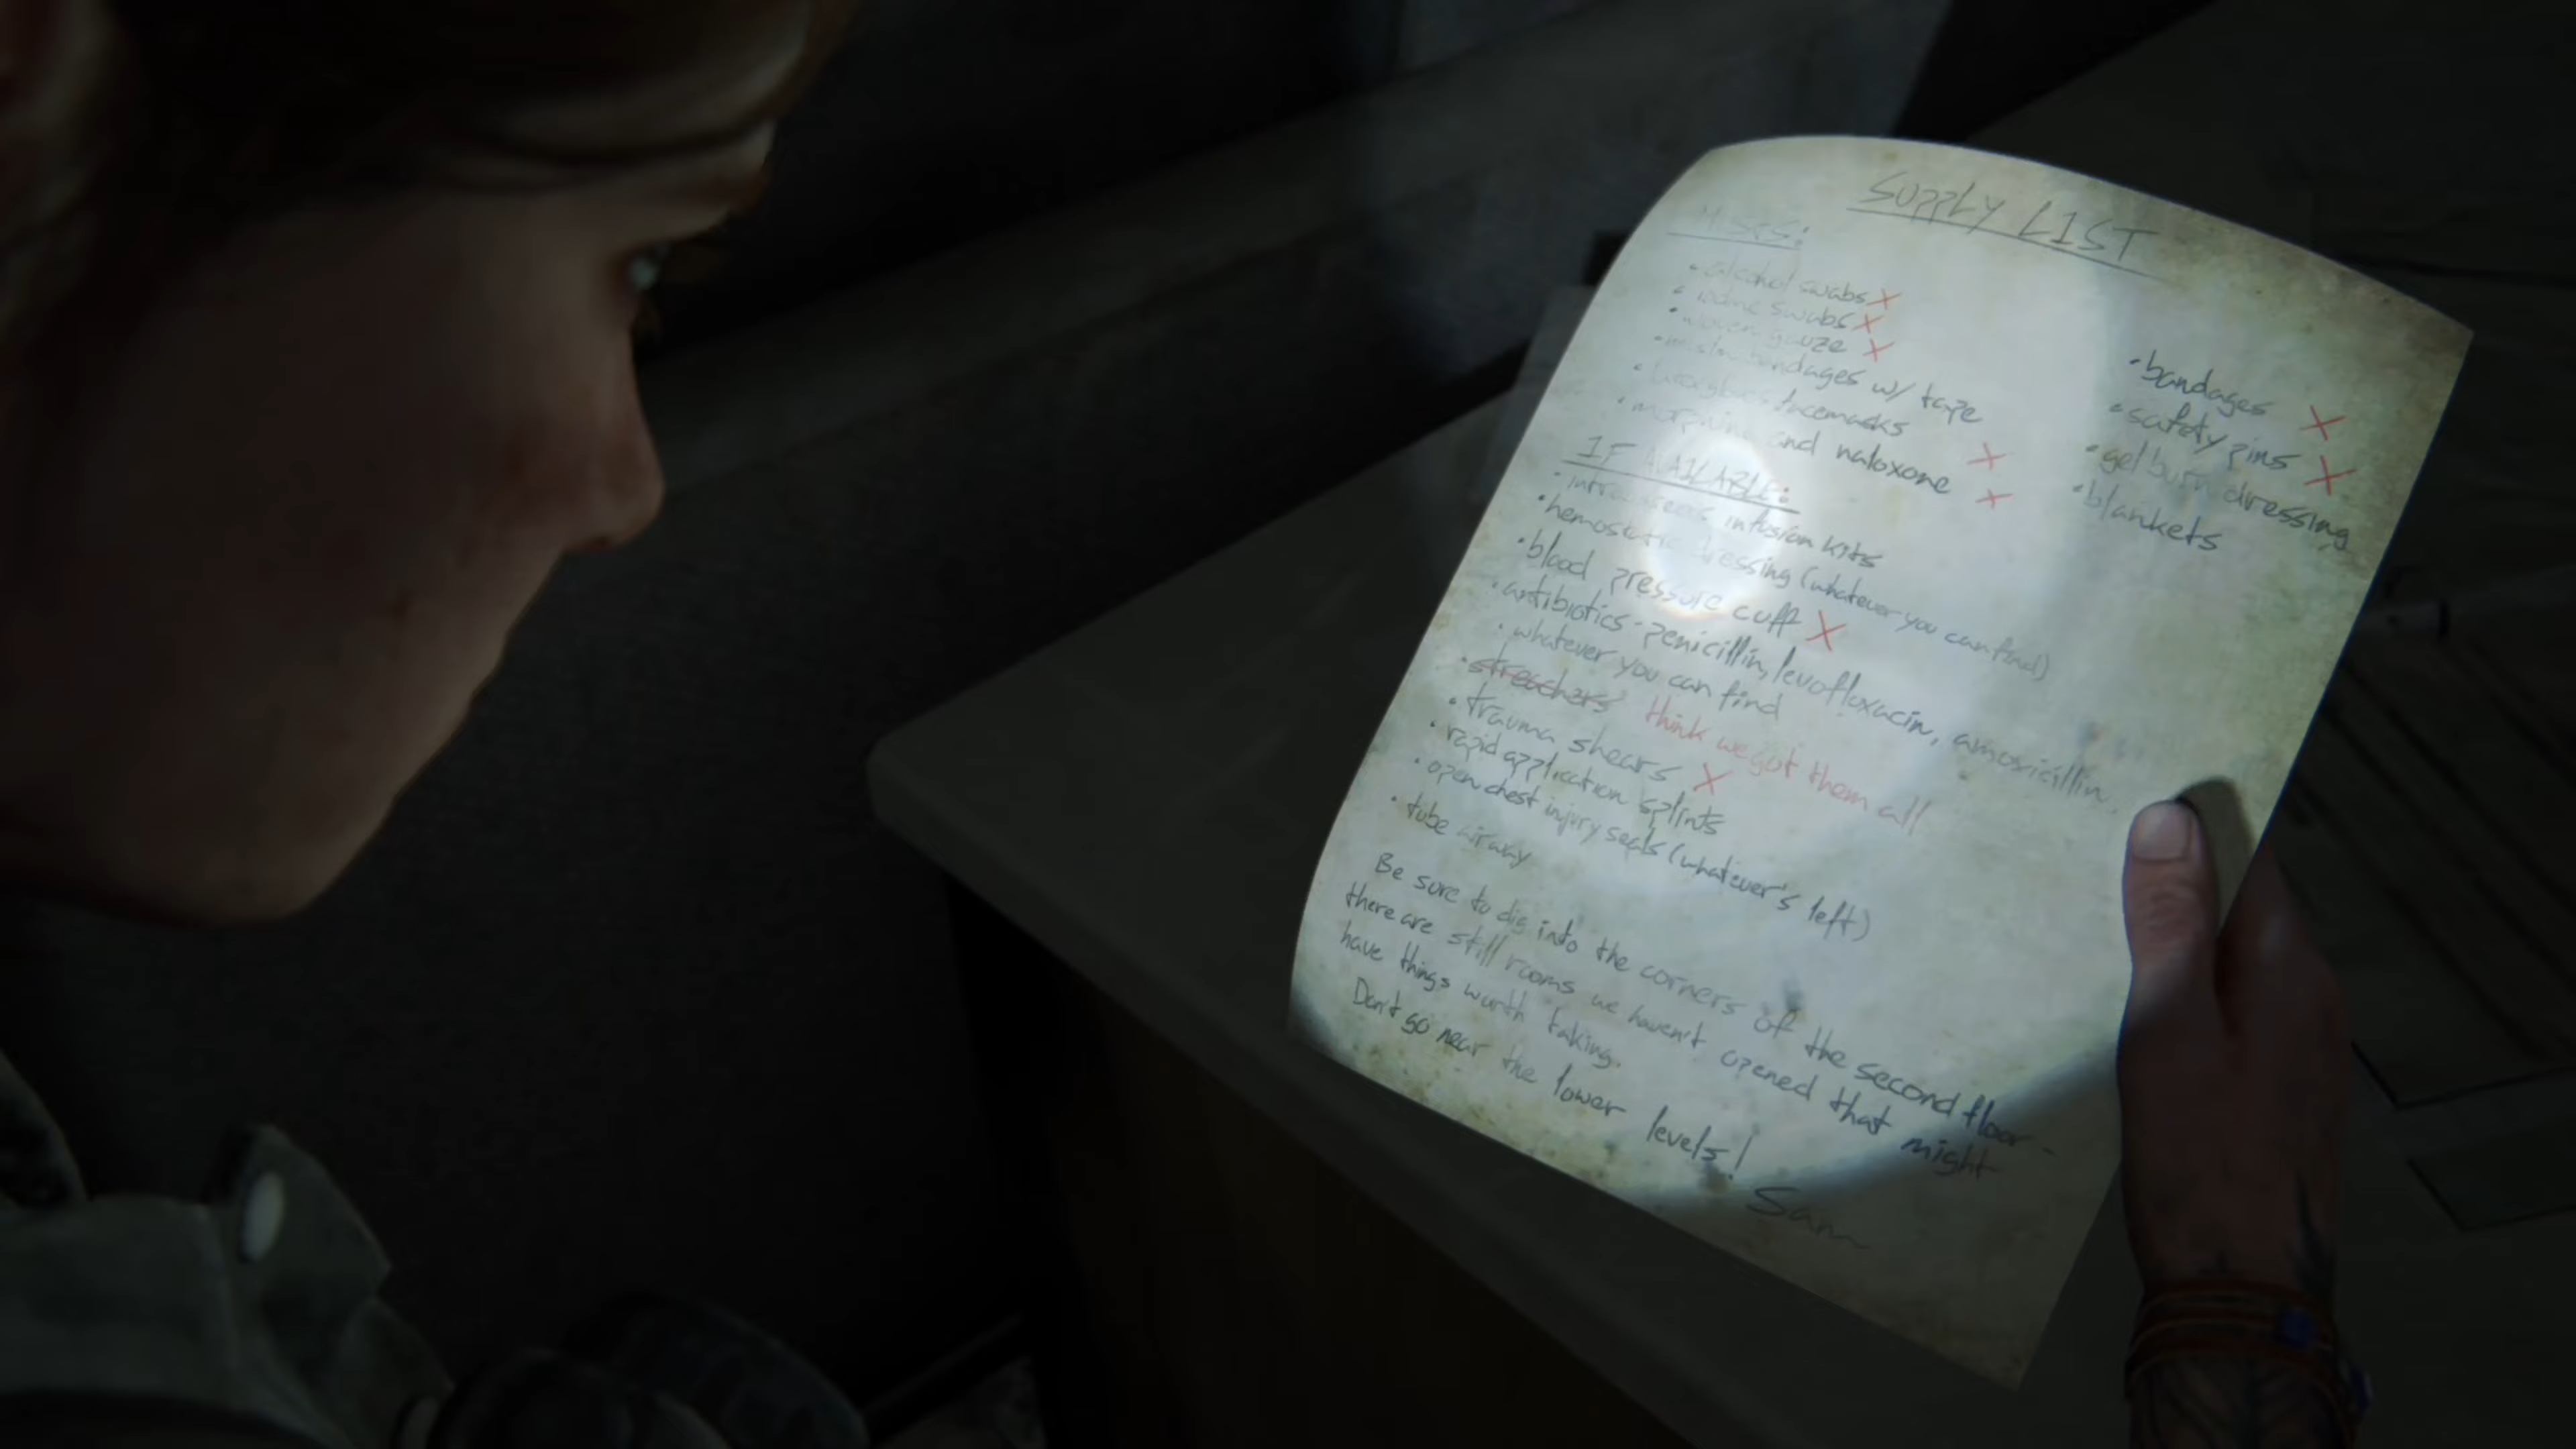 SUPPLY LIST
MISCS:
• alcohol swabs X
• iodine swabs X
• woven gauze X
bandages w/ tape
facemasks X
• morphine and naloxone X
• bandages X
• safety pins X
• gel burn dressing
• blankets
IF AVAILABLE:
• intraosseous infusion kits
• hemostatic dressing (whatever you can find)
• blood pressure cuff X
• antibiotics - penicillin, levofloxacin, amoxicillin,
• whatever you can find
• streachers think we got them all
• trauma shears X
• rapid application splints
• open chest injury seals (whatever's left)
• tube airway
Be sure to dig into the corners of the second floor -
there are still rooms we haven't opened that might
have things worth taking.
Don't go near the lower levels!
Sam